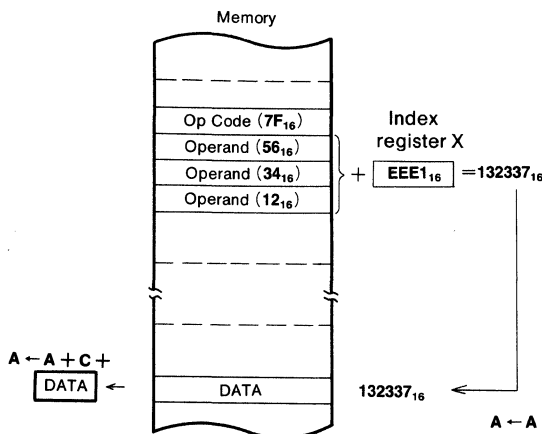 Memory
Op Code (7F₁₆)
Operand (56₁₆)
Operand (34₁₆)
Operand (12₁₆)
Index
register X
+ EEE1₁₆ =132337₁₆
A ← A + C +
DATA ←
DATA
132337₁₆
A ← A